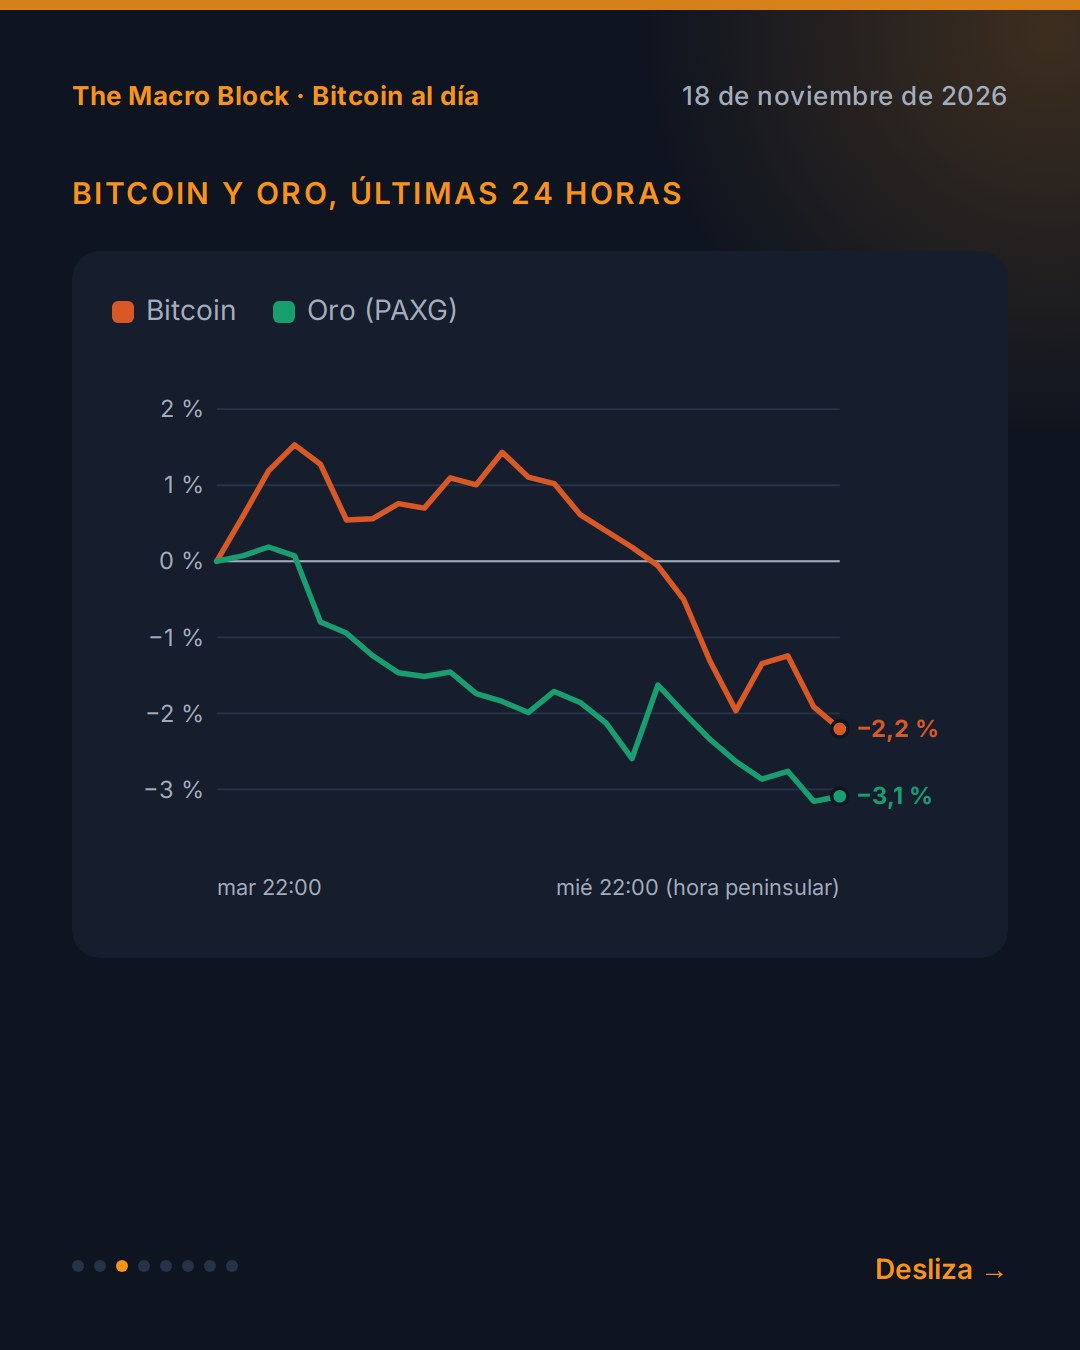 The Macro Block · Bitcoin al día
18 de noviembre de 2026
BITCOIN Y ORO, ÚLTIMAS 24 HORAS
Bitcoin
Oro (PAXG)
2 %
1 %
0 %
−1 %
−2 %
−3 %
−2,2 %
−3,1 %
mar 22:00
mié 22:00 (hora peninsular)
Desliza →